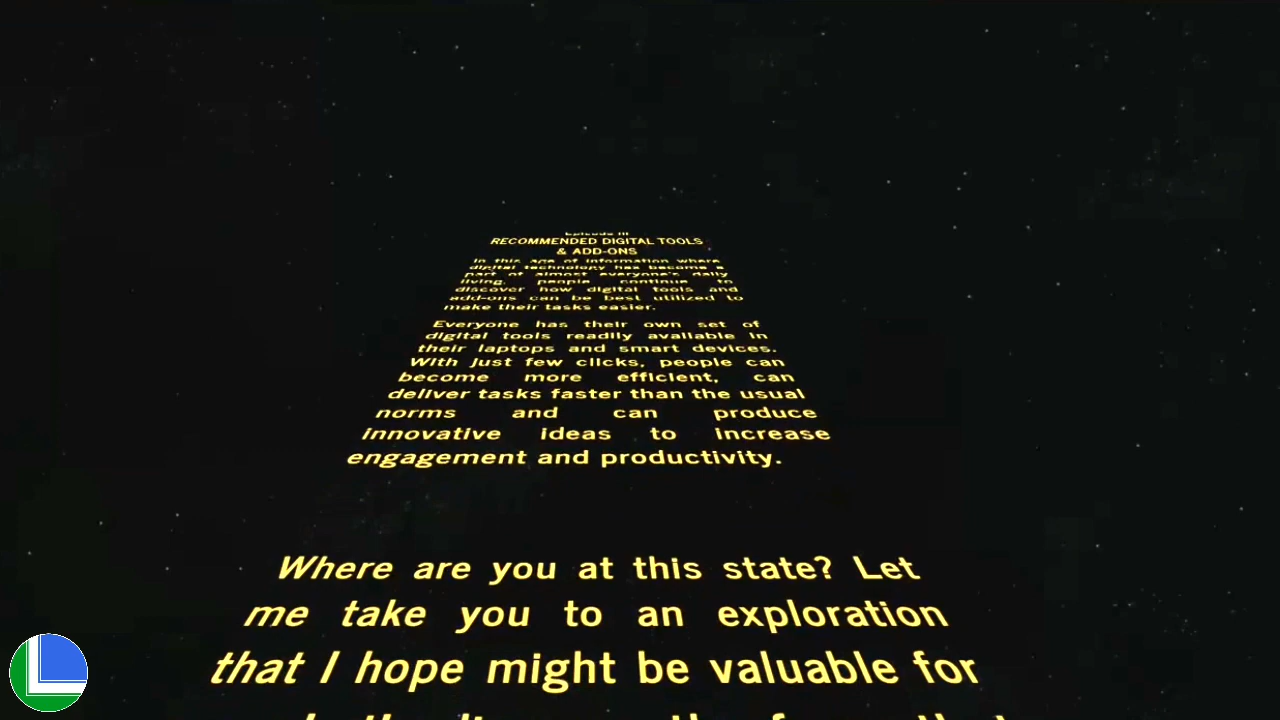 Episode III
RECOMMENDED DIGITAL TOOLS
& ADD-ONS
In this age of information where
digital technology has become a
part of almost everyone's daily
living, people continue to
discover how digital tools and
add-ons can be best utilized to
make their tasks easier.
Everyone has their own set of
digital tools readily available in
their laptops and smart devices.
With just few clicks, people can
become more efficient, can
deliver tasks faster than the usual
norms and can produce
innovative ideas to increase
engagement and productivity.
Where are you at this state? Let
me take you to an exploration
that I hope might be valuable for